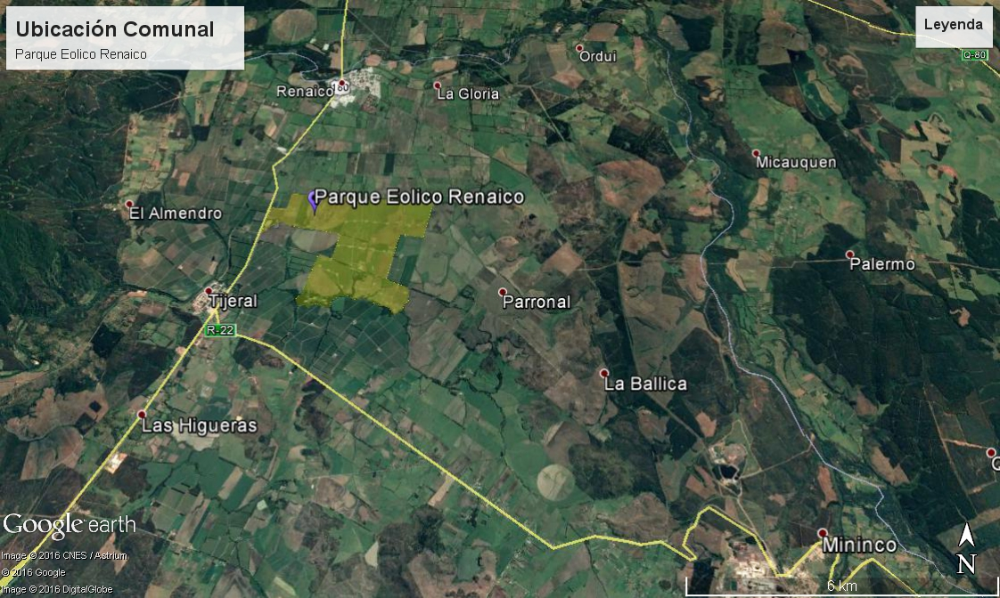 Ubicación Comunal
Parque Eolico Renaico
Leyenda
Q-80
Ordui
Renaico
180
La Gloria
Micauquen
Parque Eolico Renaico
El Almendro
Palermo
Tijeral
Parronal
R-22
La Ballica
Las Higueras
Q
Google earth
Mininco
N
Image © 2016 CNES / Astrium
© 2016 Google
Image © 2016 DigitalGlobe
6 km